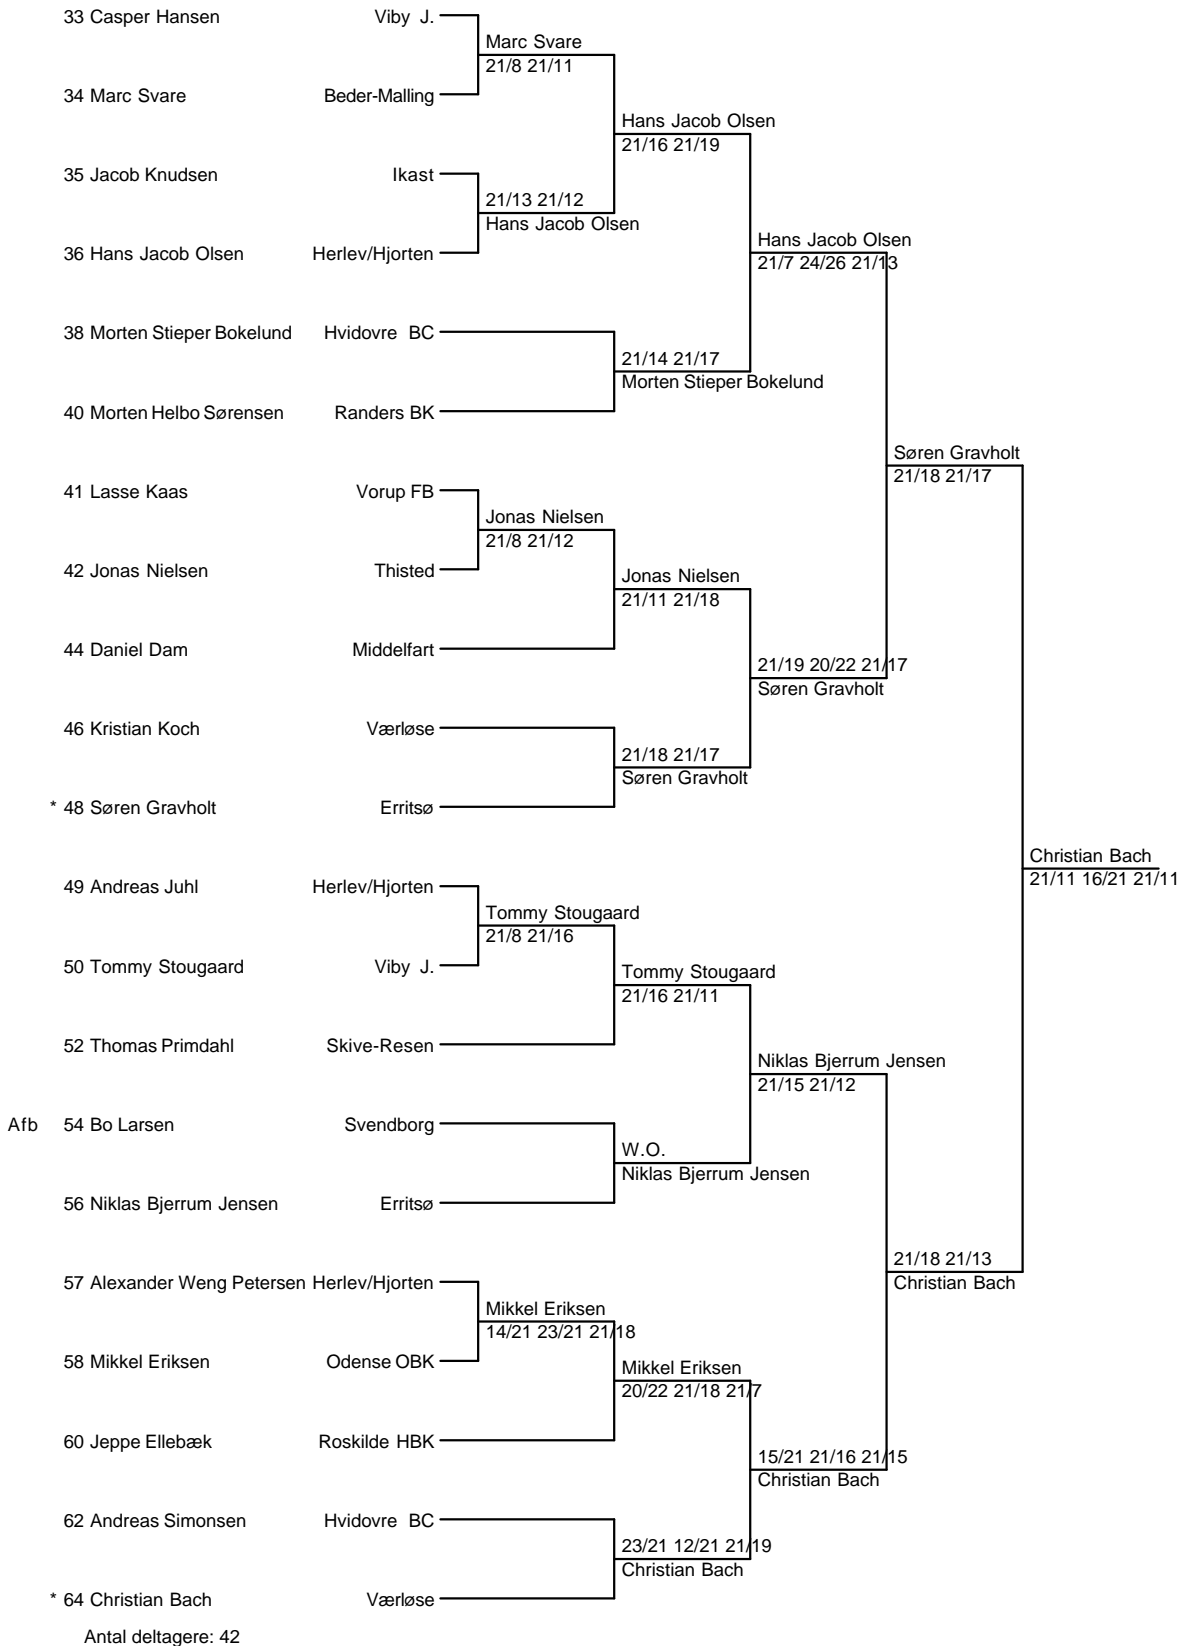 33 Casper Hansen Viby J.
Marc Svare
21/8 21/11
34 Marc Svare Beder-Malling
Hans Jacob Olsen
21/16 21/19
35 Jacob Knudsen Ikast
21/13 21/12
Hans Jacob Olsen
36 Hans Jacob Olsen Herlev/Hjorten
Hans Jacob Olsen
21/7 24/26 21/13
38 Morten Stieper Bokelund Hvidovre BC
21/14 21/17
Morten Stieper Bokelund
40 Morten Helbo Sørensen Randers BK
Søren Gravholt
21/18 21/17
41 Lasse Kaas Vorup FB
Jonas Nielsen
21/8 21/12
42 Jonas Nielsen Thisted
Jonas Nielsen
21/11 21/18
44 Daniel Dam Middelfart
21/19 20/22 21/17
Søren Gravholt
46 Kristian Koch Værløse
21/18 21/17
Søren Gravholt
* 48 Søren Gravholt Erritsø
Christian Bach
21/11 16/21 21/11
49 Andreas Juhl Herlev/Hjorten
Tommy Stougaard
21/8 21/16
50 Tommy Stougaard Viby J.
Tommy Stougaard
21/16 21/11
52 Thomas Primdahl Skive-Resen
Niklas Bjerrum Jensen
21/15 21/12
Afb 54 Bo Larsen Svendborg
W.O.
Niklas Bjerrum Jensen
56 Niklas Bjerrum Jensen Erritsø
21/18 21/13
Christian Bach
57 Alexander Weng Petersen Herlev/Hjorten
Mikkel Eriksen
14/21 23/21 21/18
58 Mikkel Eriksen Odense OBK
Mikkel Eriksen
20/22 21/18 21/7
60 Jeppe Ellebæk Roskilde HBK
15/21 21/16 21/15
Christian Bach
62 Andreas Simonsen Hvidovre BC
23/21 12/21 21/19
Christian Bach
* 64 Christian Bach Værløse
Antal deltagere: 42